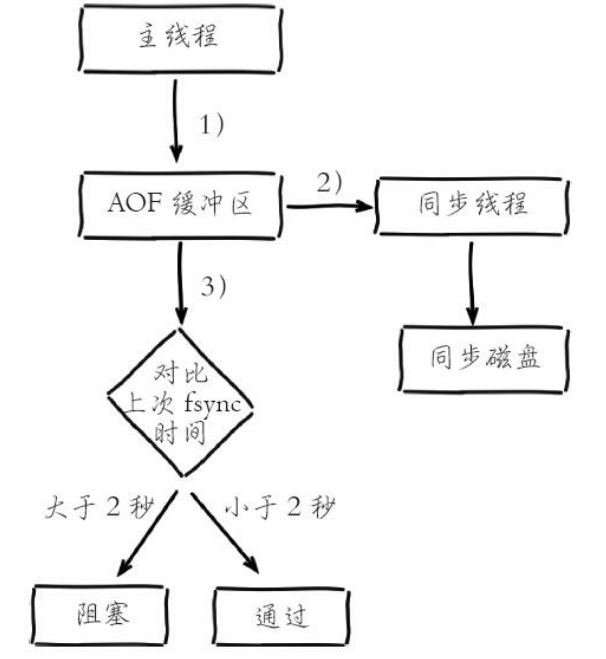 主线程
1)
AOF 缓冲区
2)
同步线程
3)
同步磁盘
对比
上次 fsync
时间
大于 2 秒
小于 2 秒
阻塞
通过